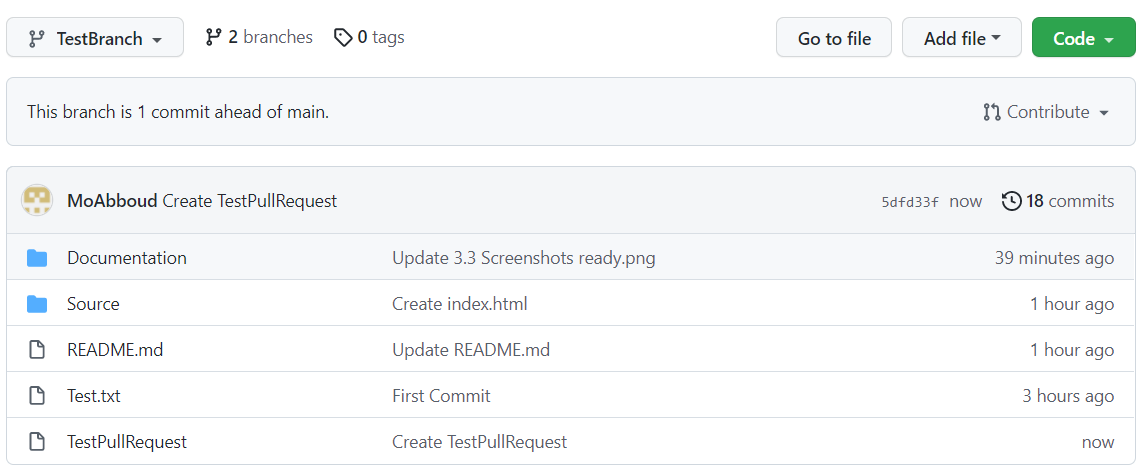 TestBranch 2 branches 0 tags Go to file Add file Code
This branch is 1 commit ahead of main. Contribute
MoAbboud Create TestPullRequest 5dfd33f now 18 commits
Documentation Update 3.3 Screenshots ready.png 39 minutes ago
Source Create index.html 1 hour ago
README.md Update README.md 1 hour ago
Test.txt First Commit 3 hours ago
TestPullRequest Create TestPullRequest now